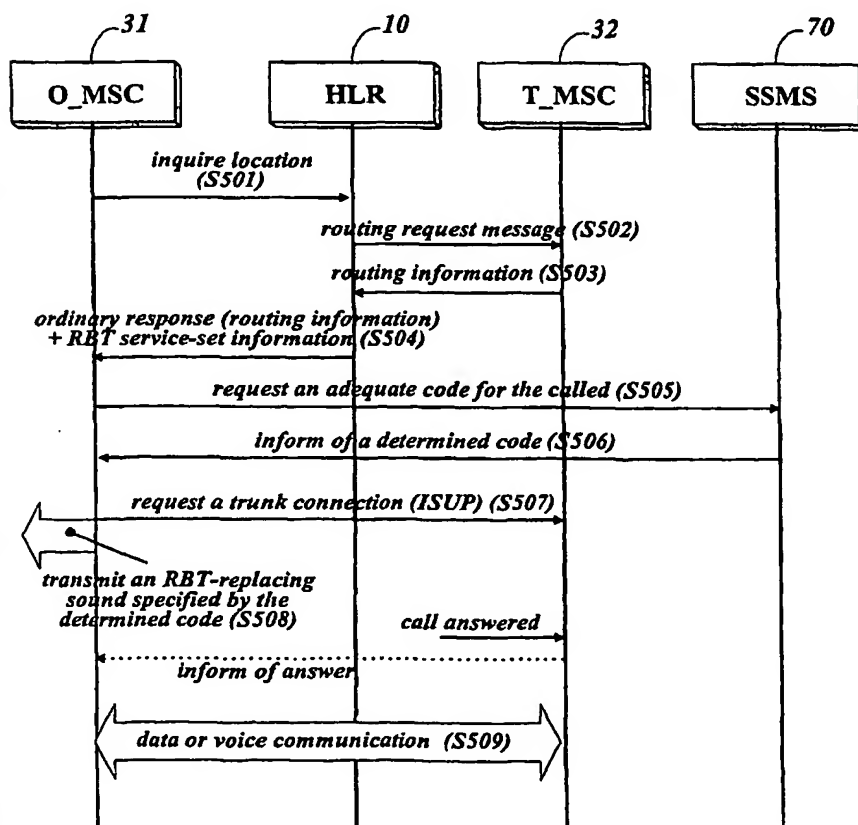 31
10
32
70
O_MSC
HLR
T_MSC
SSMS
inquire location
(S501)
routing request message (S502)
routing information (S503)
ordinary response (routing information)
+ RBT service-set information (S504)
request an adequate code for the called (S505)
inform of a determined code (S506)
request a trunk connection (ISUP) (S507)
transmit an RBT-replacing
sound specified by the
determined code (S508)
call answered
inform of answer
data or voice communication (S509)